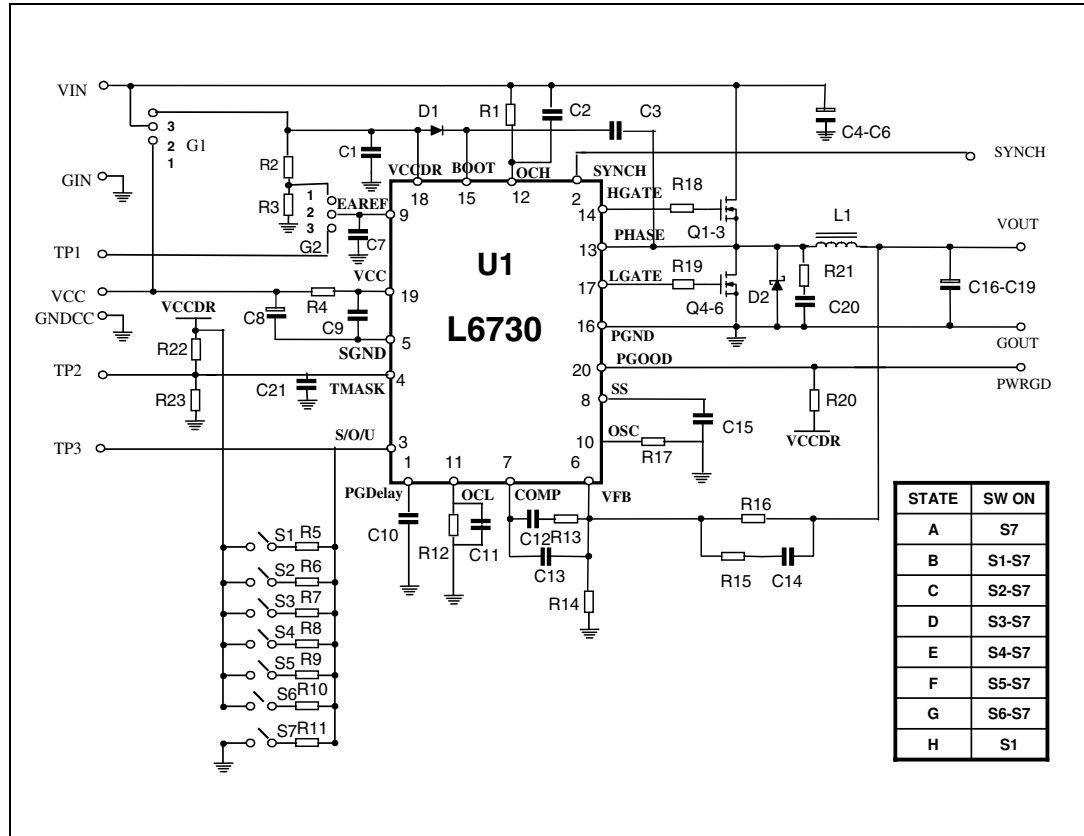 VIN
GIN
TP1
VCC
GNDCC
TP2
TP3
3
2
1
G1
R2
R3
C1
D1
R1
C2
C3
C4-C6
SYNCH
VCCDR
BOOT
OCH
SYNCH
18
15
12
2
1
2
3
G2
EAREF
9
C7
VCC
19
R4
C8
C9
SGND
5
VCCDR
R22
R23
C21
TMASK
4
S/O/U
3
U1
L6730
HGATE
14
R18
Q1-3
PHASE
13
L1
VOUT
LGATE
17
R19
Q4-6
D2
R21
C20
C16-C19
16
PGND
GOUT
PGOOD
20
PWRGD
R20
VCCDR
SS
8
C15
OSC
10
R17
1
11
7
6
PGDelay
OCL
COMP
VFB
C10
R12
C11
C12
R13
C13
R14
R16
R15
C14
S1 R5
S2 R6
S3 R7
S4 R8
S5 R9
S6 R10
S7 R11
STATE SW ON
A S7
B S1-S7
C S2-S7
D S3-S7
E S4-S7
F S5-S7
G S6-S7
H S1